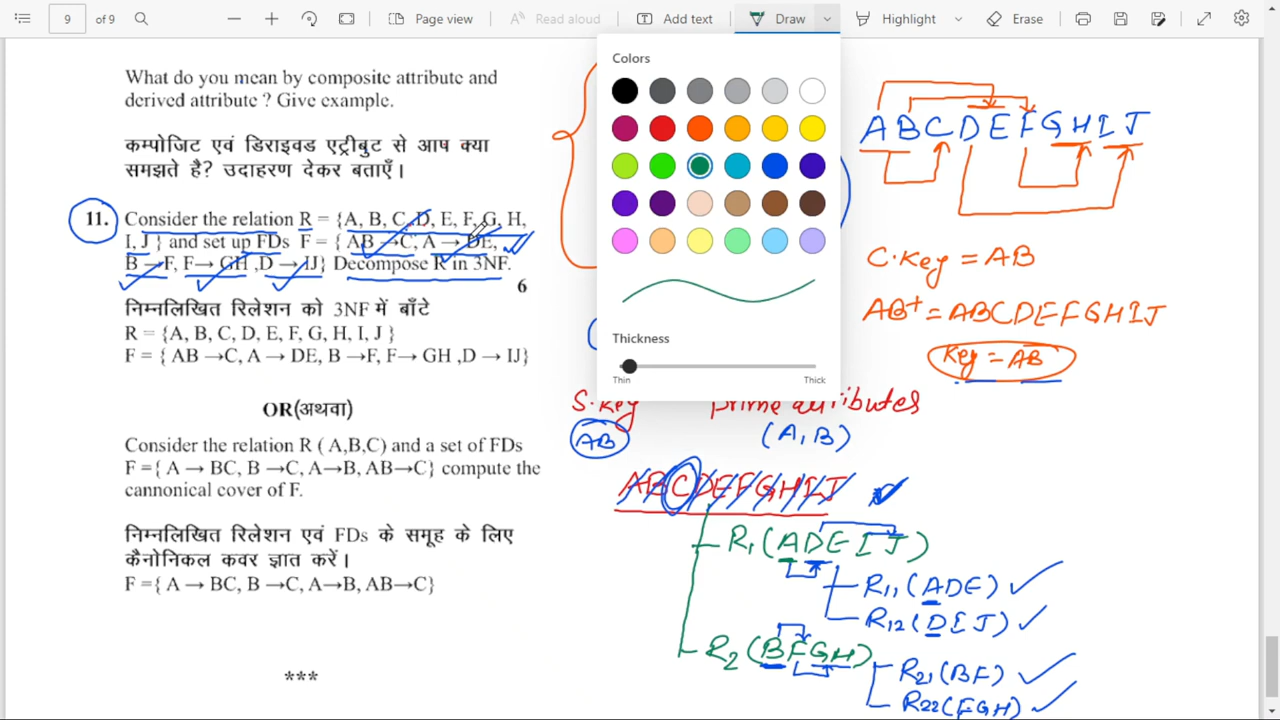 9 of 9
Page view
Read aloud
Add text
Draw
Highlight
Erase
What do you mean by composite attribute and
derived attribute ? Give example.
कम्पोजिट एवं डिराइवड एट्रीबुट से आप क्या
समझते है? उदाहरण देकर बताएँ।
11. Consider the relation R = {A, B, C, D, E, F, G, H,
I, J } and set up FDs F = { AB →C, A → DE,
B → F, F→ GH ,D → IJ} Decompose R in 3NF.
6
निम्नलिखित रिलेशन को 3NF में बाँटे
R = {A, B, C, D, E, F, G, H, I, J }
F = { AB →C, A → DE, B →F, F→ GH ,D → IJ}
OR(अथवा)
Consider the relation R ( A,B,C) and a set of FDs
F ={ A → BC, B →C, A→B, AB→C} compute the
cannonical cover of F.
निम्नलिखित रिलेशन एवं FDs के समूह के लिए
कैनोनिकल कवर ज्ञात करें।
F ={ A → BC, B →C, A→B, AB→C}
***
Colors
Thickness
Thin Thick
A B C D E F G H I J
C.Key = AB
AB+ = ABCDEFGHIJ
Key = AB
S.Key prime attributes
AB (A,B)
ABCDEFGHIJ
R1 (ADEIJ)
R11 (ADE)
R12 (DIJ)
R2 (BFGH)
R21 (BF)
R22 (FGH)